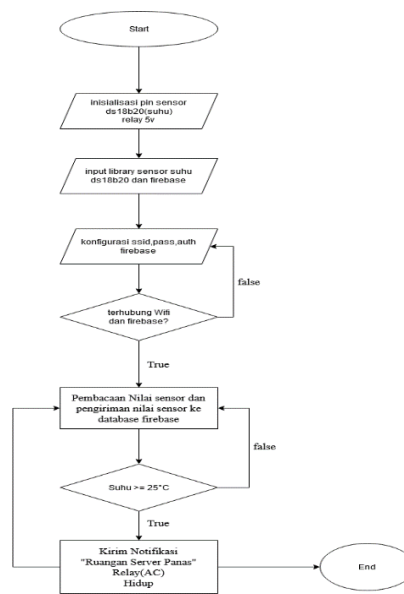 Start
inisialisasi pin sensor
ds18b20(suhu)
relay 5v
input library sensor suhu
ds18b20 dan firebase
konfigurasi ssid,pass,auth
firebase
false
terhubung Wifi
dan firebase?
True
Pembacaan Nilai sensor dan
pengiriman nilai sensor ke
database firebase
false
Suhu >= 25°C
True
Kirim Notifikasi
"Ruangan Server Panas"
Relay(AC)
Hidup
End